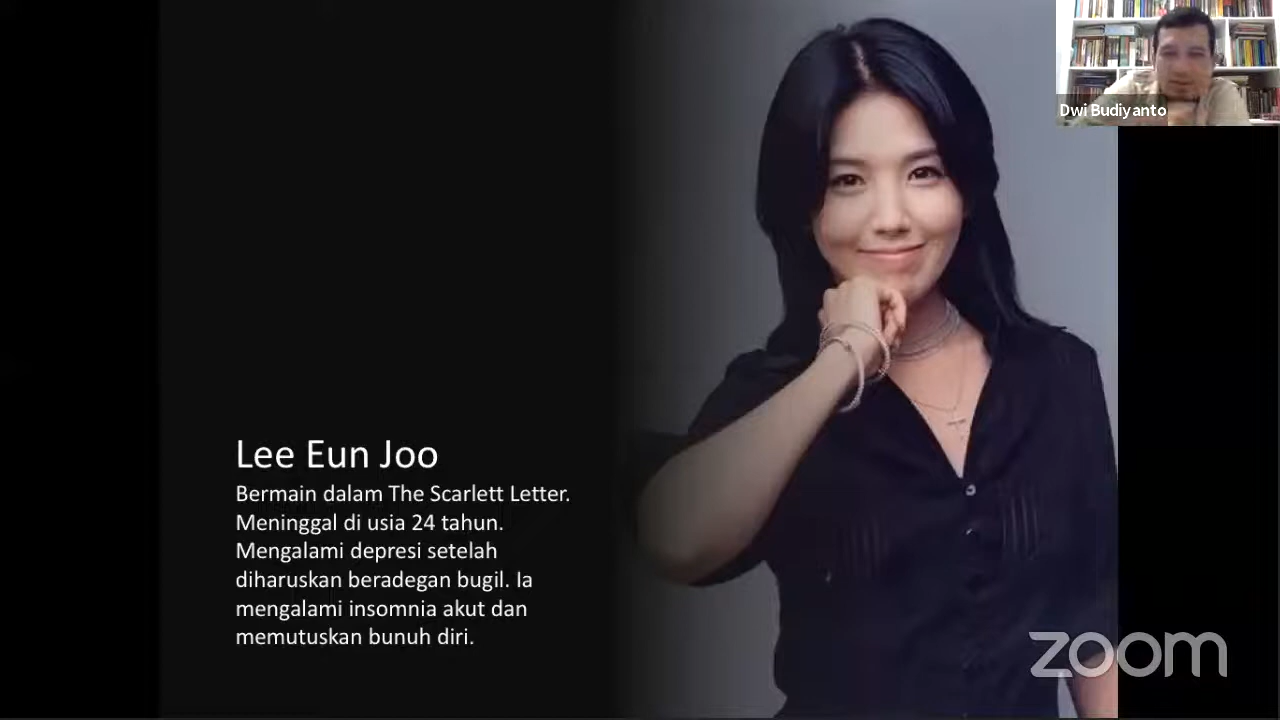 Dwi Budiyanto
Lee Eun Joo
Bermain dalam The Scarlett Letter.
Meninggal di usia 24 tahun.
Mengalami depresi setelah
diharuskan beradegan bugil. Ia
mengalami insomnia akut dan
memutuskan bunuh diri.
zoom